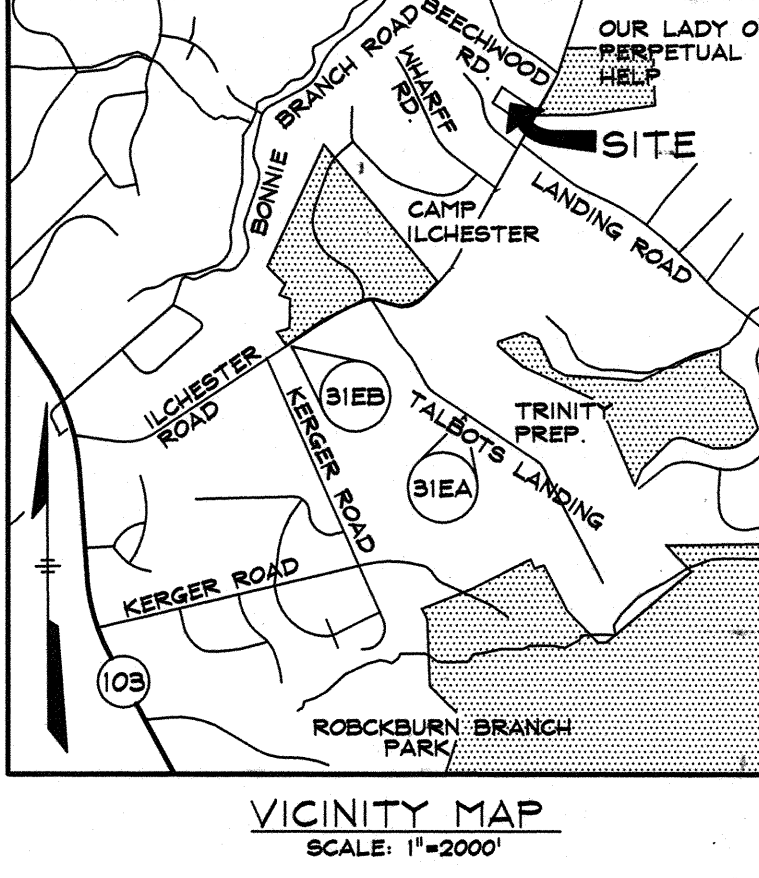 BEECHWOOD
RD.
OUR LADY O
PERPETUAL
HELP
BRANCH ROAD
BONNIE
WHARFF
RD.
SITE
LANDING ROAD
CAMP
ILCHESTER
ILCHESTER
ROAD
31EB
KERGER ROAD
TALBOTS LANDING
TRINITY
PREP.
31EA
KERGER ROAD
103
ROBCKBURN BRANCH
PARK
VICINITY MAP
SCALE: 1"=2000'